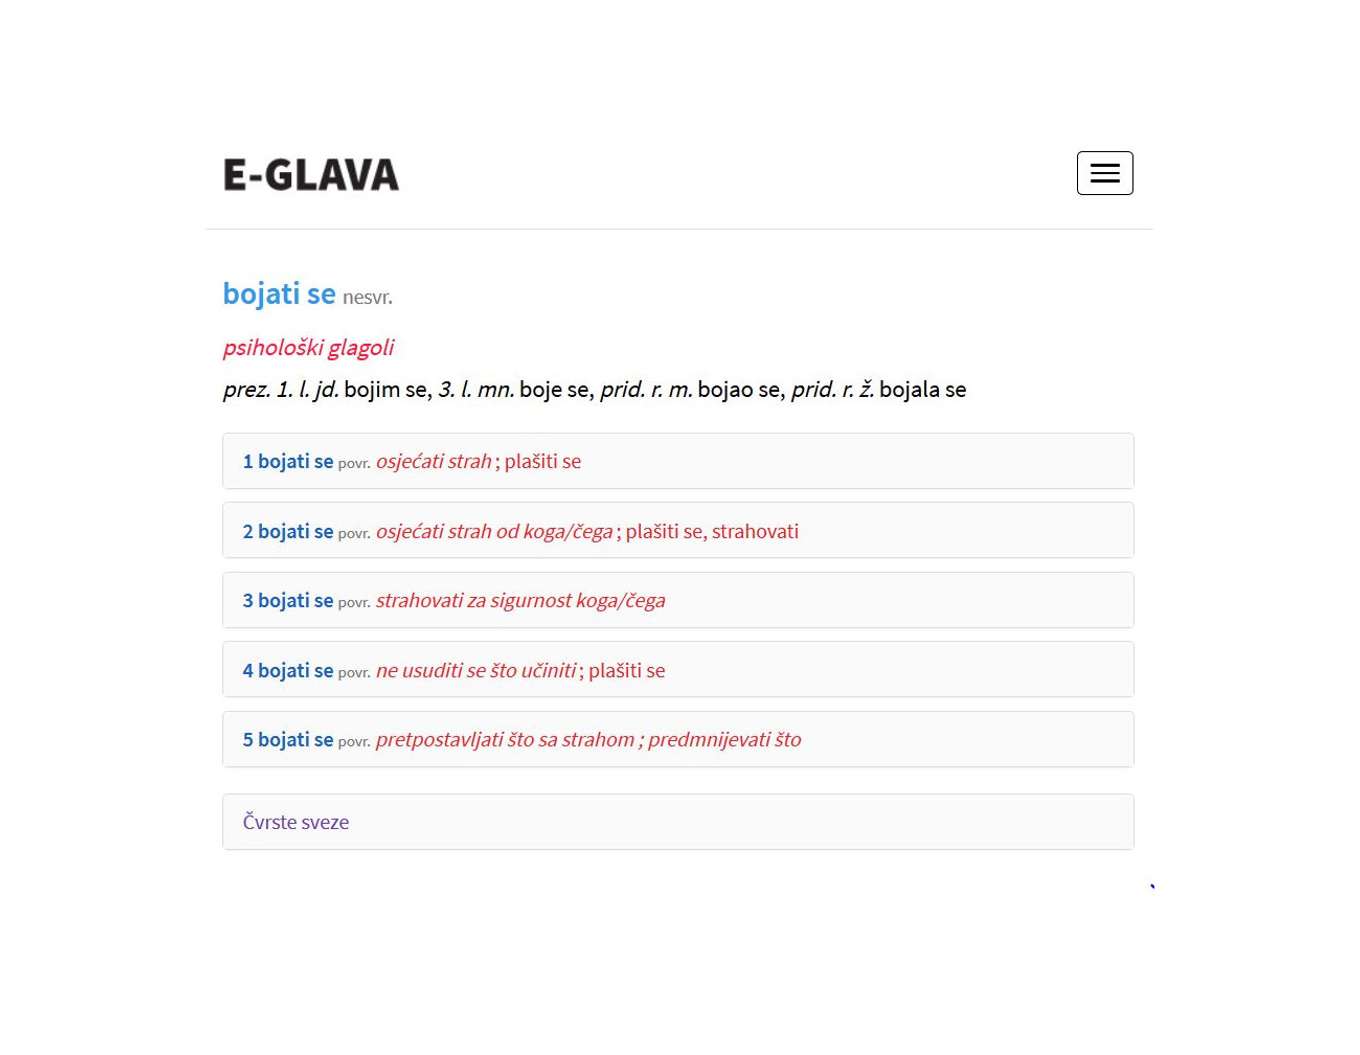 E-GLAVA
bojati se nesvr.
psihološki glagoli
prez. 1. l. jd. bojim se, 3. l. mn. boje se, prid. r. m. bojao se, prid. r. ž. bojala se
1 bojati se povr. osjećati strah ; plašiti se
2 bojati se povr. osjećati strah od koga/čega ; plašiti se, strahovati
3 bojati se povr. strahovati za sigurnost koga/čega
4 bojati se povr. ne usuditi se što učiniti ; plašiti se
5 bojati se povr. pretpostavljati što sa strahom ; predmnijevati što
Čvrste sveze